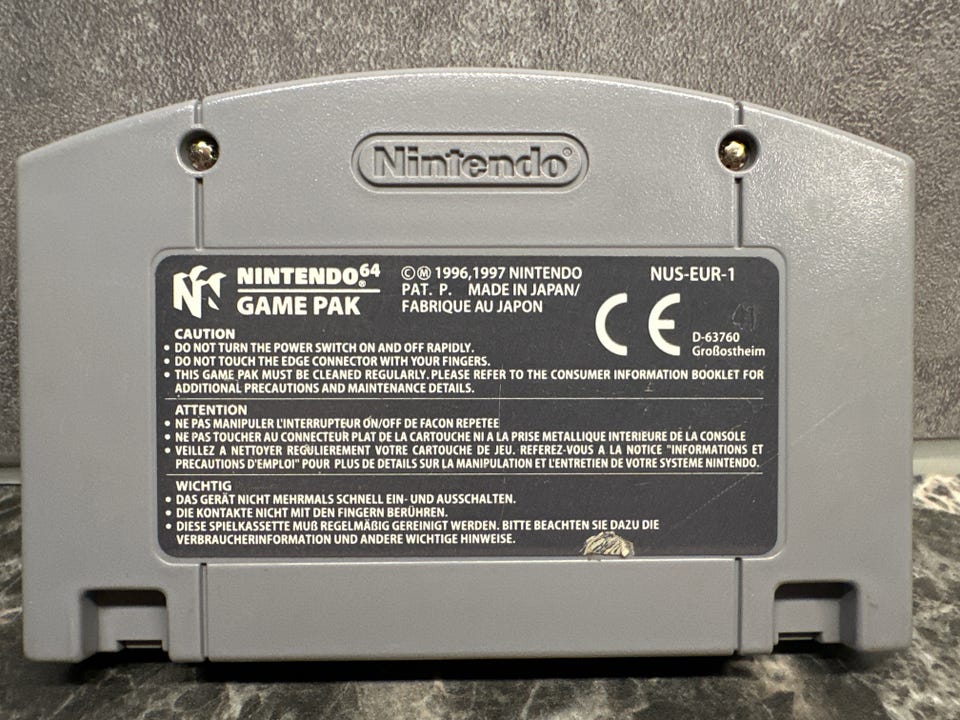 Nintendo®
NINTENDO®64
GAME PAK
©Ⓜ 1996,1997 NINTENDO
PAT. P. MADE IN JAPAN/
FABRIQUE AU JAPON
NUS-EUR-1
CE
D-63760
Großostheim
CAUTION
• DO NOT TURN THE POWER SWITCH ON AND OFF RAPIDLY.
• DO NOT TOUCH THE EDGE CONNECTOR WITH YOUR FINGERS.
• THIS GAME PAK MUST BE CLEANED REGULARLY. PLEASE REFER TO THE CONSUMER INFORMATION BOOKLET FOR
ADDITIONAL PRECAUTIONS AND MAINTENANCE DETAILS.
ATTENTION
• NE PAS MANIPULER L'INTERRUPTEUR ON/OFF DE FACON REPETEE
• NE PAS TOUCHER AU CONNECTEUR PLAT DE LA CARTOUCHE NI A LA PRISE METALLIQUE INTERIEURE DE LA CONSOLE
• VEILLEZ A NETTOYER REGULIEREMENT VOTRE CARTOUCHE DE JEU. REFEREZ-VOUS A LA NOTICE "INFORMATIONS ET
PRECAUTIONS D'EMPLOI" POUR PLUS DE DETAILS SUR LA MANIPULATION ET L'ENTRETIEN DE VOTRE SYSTEME NINTENDO.
WICHTIG
• DAS GERÄT NICHT MEHRMALS SCHNELL EIN- UND AUSSCHALTEN.
• DIE KONTAKTE NICHT MIT DEN FINGERN BERÜHREN.
• DIESE SPIELKASSETTE MUß REGELMÄßIG GEREINIGT WERDEN. BITTE BEACHTEN SIE DAZU DIE
VERBRAUCHERINFORMATION UND ANDERE WICHTIGE HINWEISE.